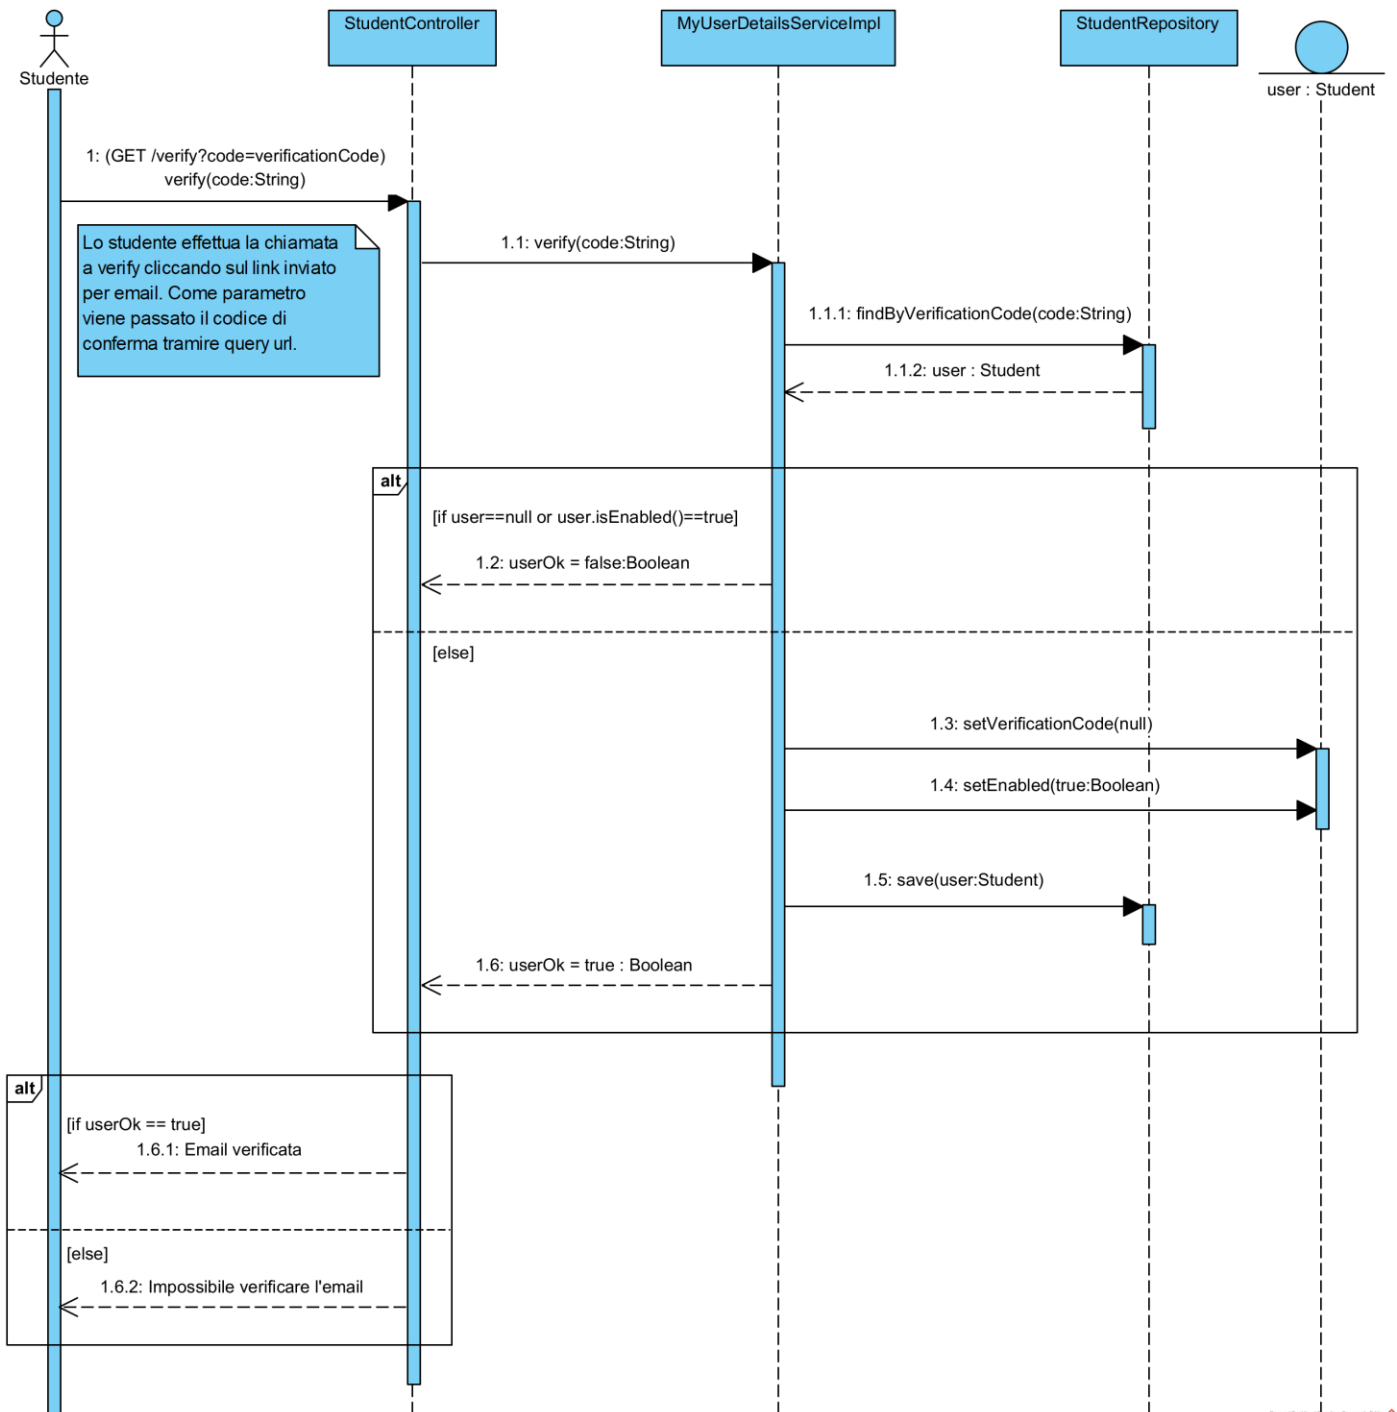 Studente
StudentController
MyUserDetailsServiceImpl
StudentRepository
user : Student
1: (GET /verify?code=verificationCode)
verify(code:String)
Lo studente effettua la chiamata
a verify cliccando sul link inviato
per email. Come parametro
viene passato il codice di
conferma tramire query url.
1.1: verify(code:String)
1.1.1: findByVerificationCode(code:String)
1.1.2: user : Student
alt
[if user==null or user.isEnabled()==true]
1.2: userOk = false:Boolean
[else]
1.3: setVerificationCode(null)
1.4: setEnabled(true:Boolean)
1.5: save(user:Student)
1.6: userOk = true : Boolean
alt
[if userOk == true]
1.6.1: Email verificata
[else]
1.6.2: Impossibile verificare l'email